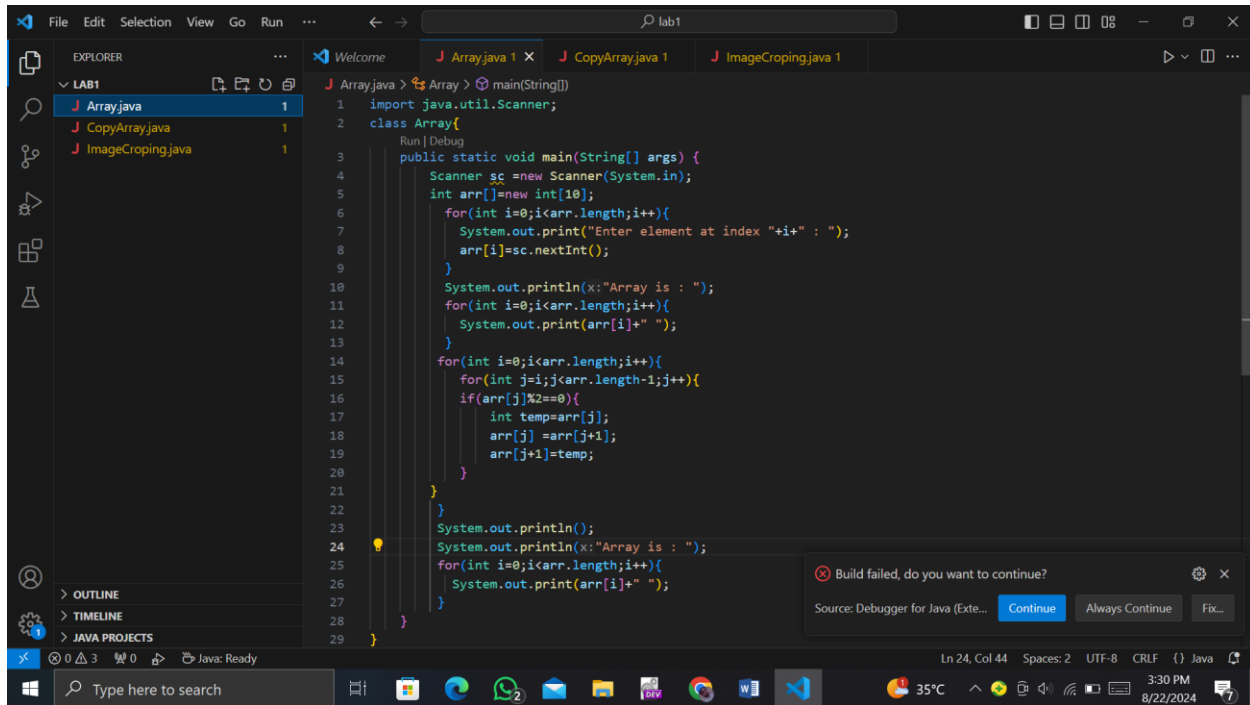 File Edit Selection View Go Run ··· lab1
EXPLORER ···
LAB1
Array.java 1
CopyArray.java 1
ImageCroping.java 1
OUTLINE
TIMELINE
JAVA PROJECTS
Welcome Array.java 1 CopyArray.java 1 ImageCroping.java 1
Array.java > Array > main(String[])
1 import java.util.Scanner;
2 class Array{
Run | Debug
3 public static void main(String[] args) {
4 Scanner sc =new Scanner(System.in);
5 int arr[]=new int[10];
6 for(int i=0;i<arr.length;i++){
7 System.out.print("Enter element at index "+i+" : ");
8 arr[i]=sc.nextInt();
9 }
10 System.out.println(x:"Array is : ");
11 for(int i=0;i<arr.length;i++){
12 System.out.print(arr[i]+" ");
13 }
14 for(int i=0;i<arr.length;i++){
15 for(int j=i;j<arr.length-1;j++){
16 if(arr[j]%2==0){
17 int temp=arr[j];
18 arr[j] =arr[j+1];
19 arr[j+1]=temp;
20 }
21 }
22 }
23 System.out.println();
24 System.out.println(x:"Array is : ");
25 for(int i=0;i<arr.length;i++){
26 System.out.print(arr[i]+" ");
27 }
28 }
29 }
Build failed, do you want to continue?
Source: Debugger for Java (Exte... Continue Always Continue Fix...
1
0 3 0 Java: Ready Ln 24, Col 44 Spaces: 2 UTF-8 CRLF {} Java
Type here to search 2 DEV 35°C 3:30 PM
8/22/2024 7